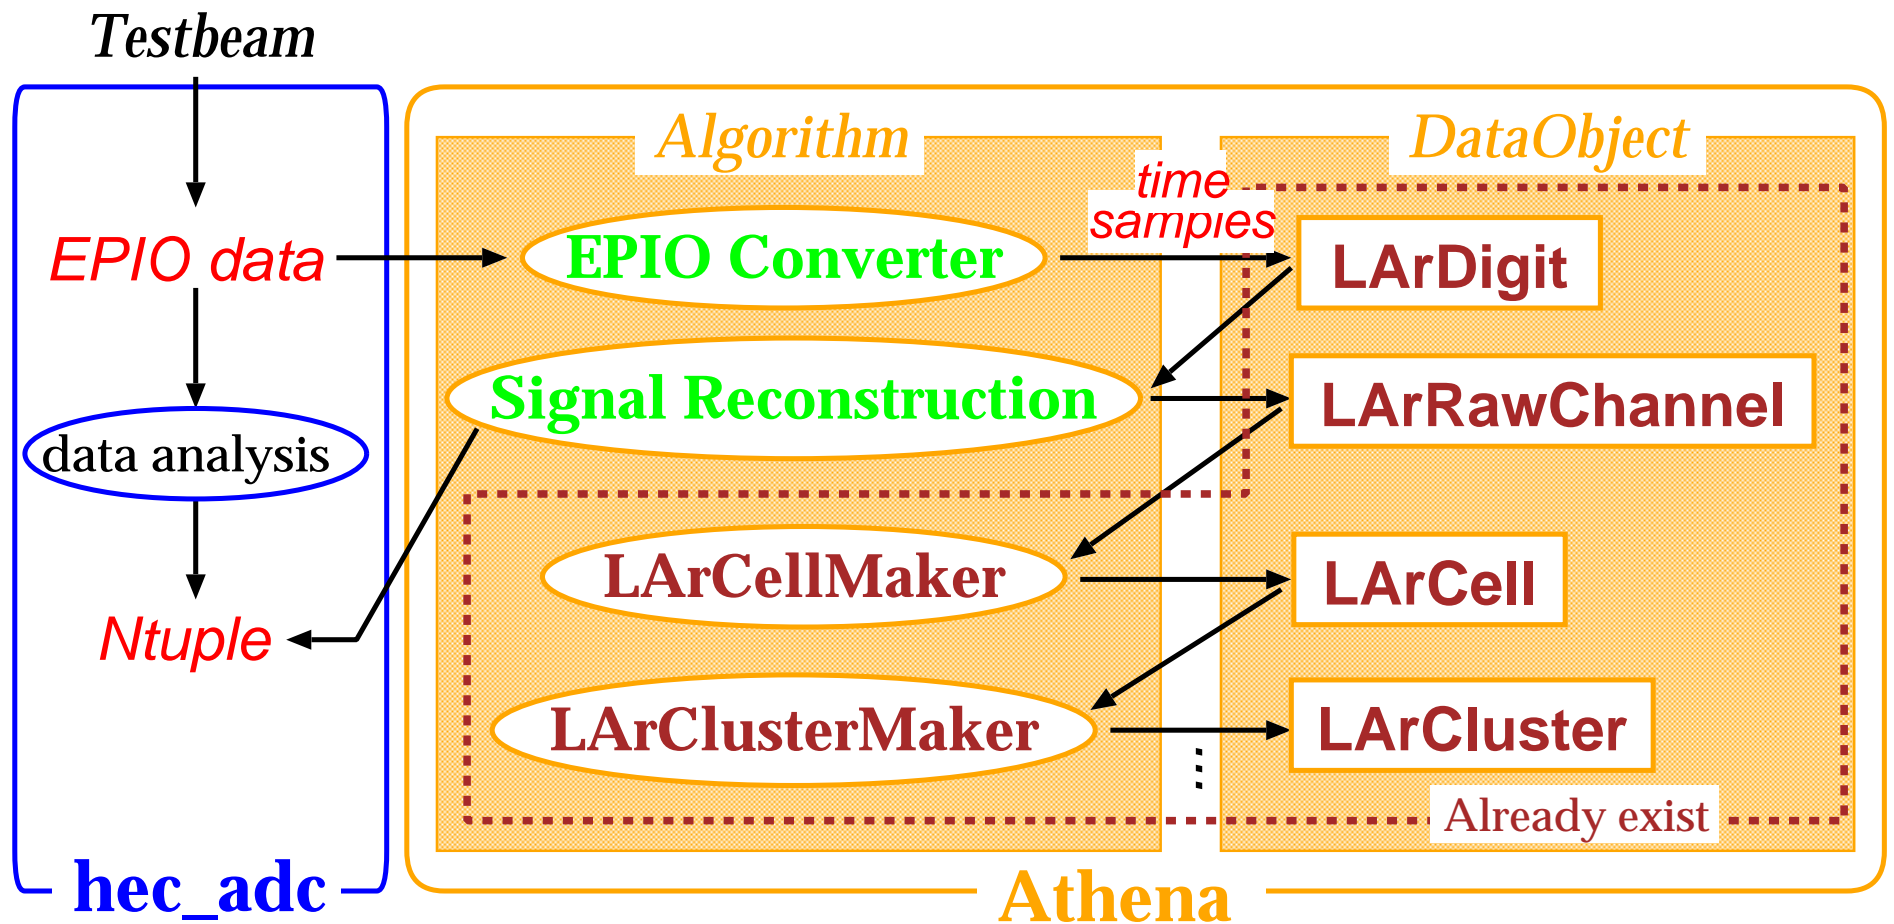 Testbeam
Algorithm
DataObject
time
samples
EPIO data
EPIO Converter
LArDigit
Signal Reconstruction
LArRawChannel
data analysis
LArCellMaker
LArCell
Ntuple
LArClusterMaker
LArCluster
...
Already exist
hec_adc
Athena